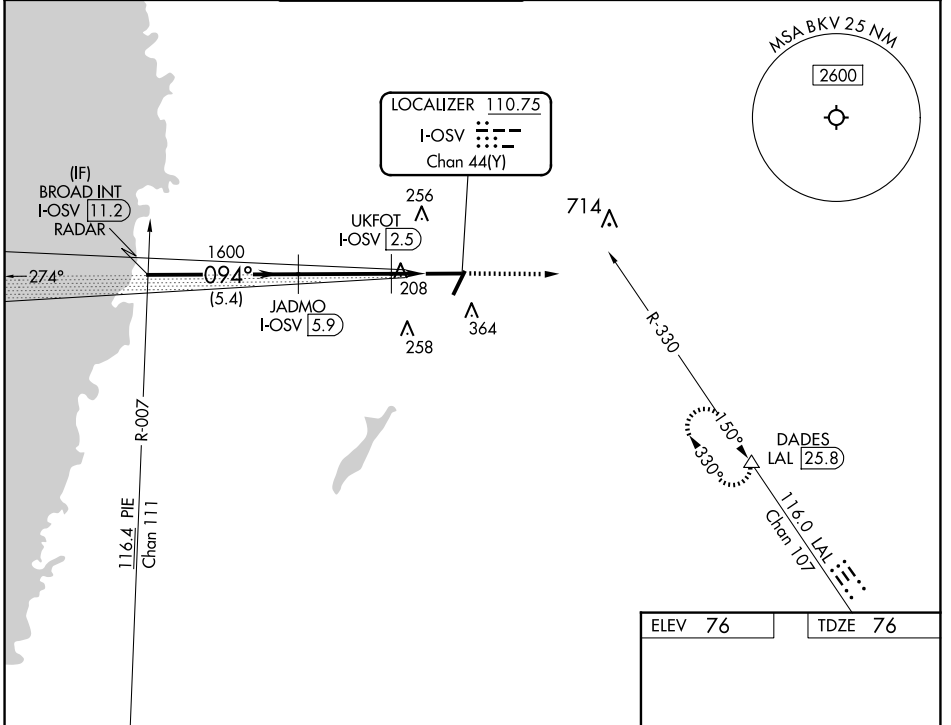 MSA BKV 25 NM
2600
LOCALIZER 110.75
I-OSV
Chan 44(Y)
(IF)
BROAD INT
I-OSV 11.2
RADAR
256
UKFOT
I-OSV 2.5
714
1600
274°
094°
(5.4)
208
JADMO
I-OSV 5.9
364
258
R-330
R-007
150°
330°
DADES
LAL 25.8
116.4 PIE
Chan 111
116.0 LAL
Chan 107
ELEV 76
TDZE 76